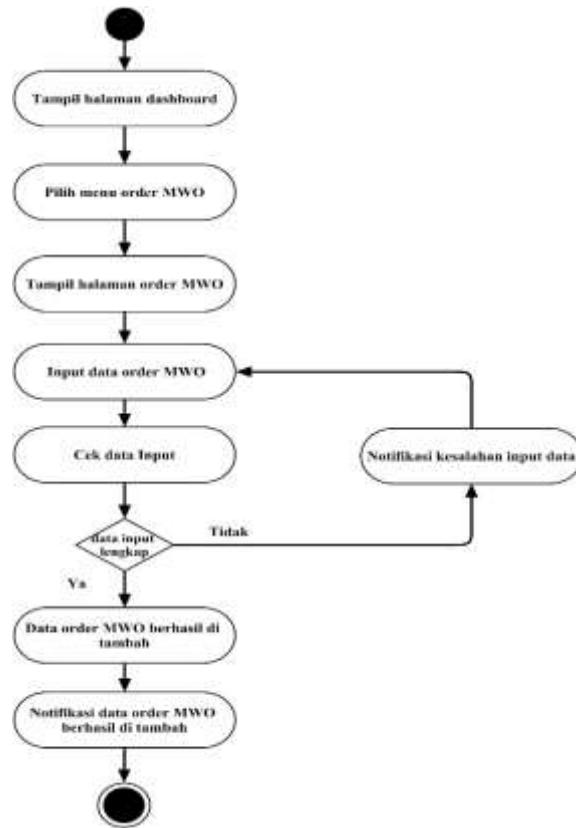 Tampil halaman dashboard
Pilih menu order MWO
Tampil halaman order MWO
Input data order MWO
Cek data Input
Notifikasi kesalahan input data
data input
lengkap
Tidak
Ya
Data order MWO berhasil di
tambah
Notifikasi data order MWO
berhasil di tambah